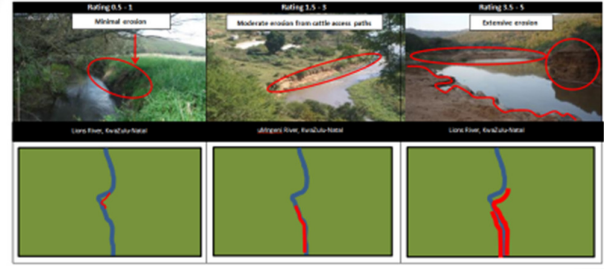 Rating 0.5 - 1
Rating 1.5 - 3
Rating 3.5 - 5
Minimal erosion
Moderate erosion from cattle access paths
Extensive erosion
Lions River, KwaZulu-Natal
River, KwaZulu-Natal
Lions River, KwaZulu-Natal